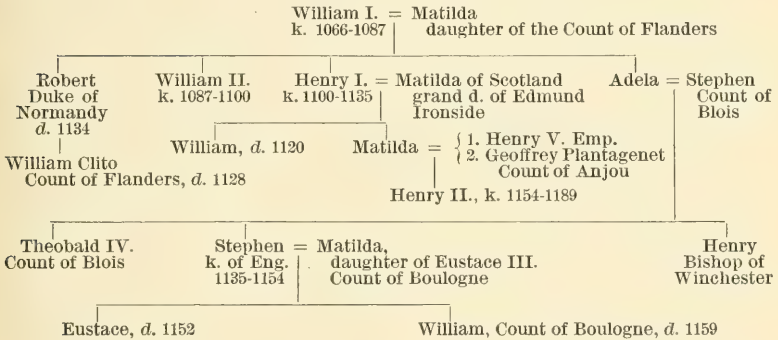 William I. = Matilda
k. 1066-1087 daughter of the Count of Flanders
Robert William II. Henry I. = Matilda of Scotland Adela = Stephen
Duke of k. 1087-1100 k. 1100-1135 grand d. of Edmund Count of
Normandy Ironside Blois
d. 1134
William, d. 1120 Matilda = { 1. Henry V. Emp.
William Clito { 2. Geoffrey Plantagenet
Count of Flanders, d. 1128 Count of Anjou
Henry II., k. 1154-1189
Theobald IV. Stephen = Matilda, Henry
Count of Blois k. of Eng. daughter of Eustace III. Bishop of
1135-1154 Count of Boulogne Winchester
Eustace, d. 1152 William, Count of Boulogne, d. 1159